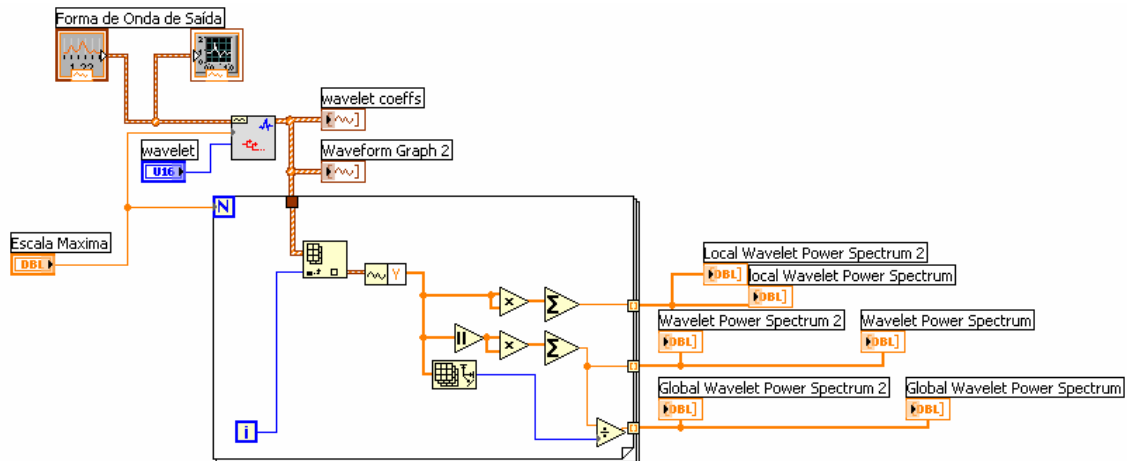 Forma de Onda de Saída
1.23
wavelet coeffs
wavelet
U16
Waveform Graph 2
N
Escala Maxima
DBL
Y
Local Wavelet Power Spectrum 2
DBL
local Wavelet Power Spectrum
DBL
Wavelet Power Spectrum 2
Wavelet Power Spectrum
DBL
DBL
Global Wavelet Power Spectrum 2
Global Wavelet Power Spectrum
DBL
DBL
i